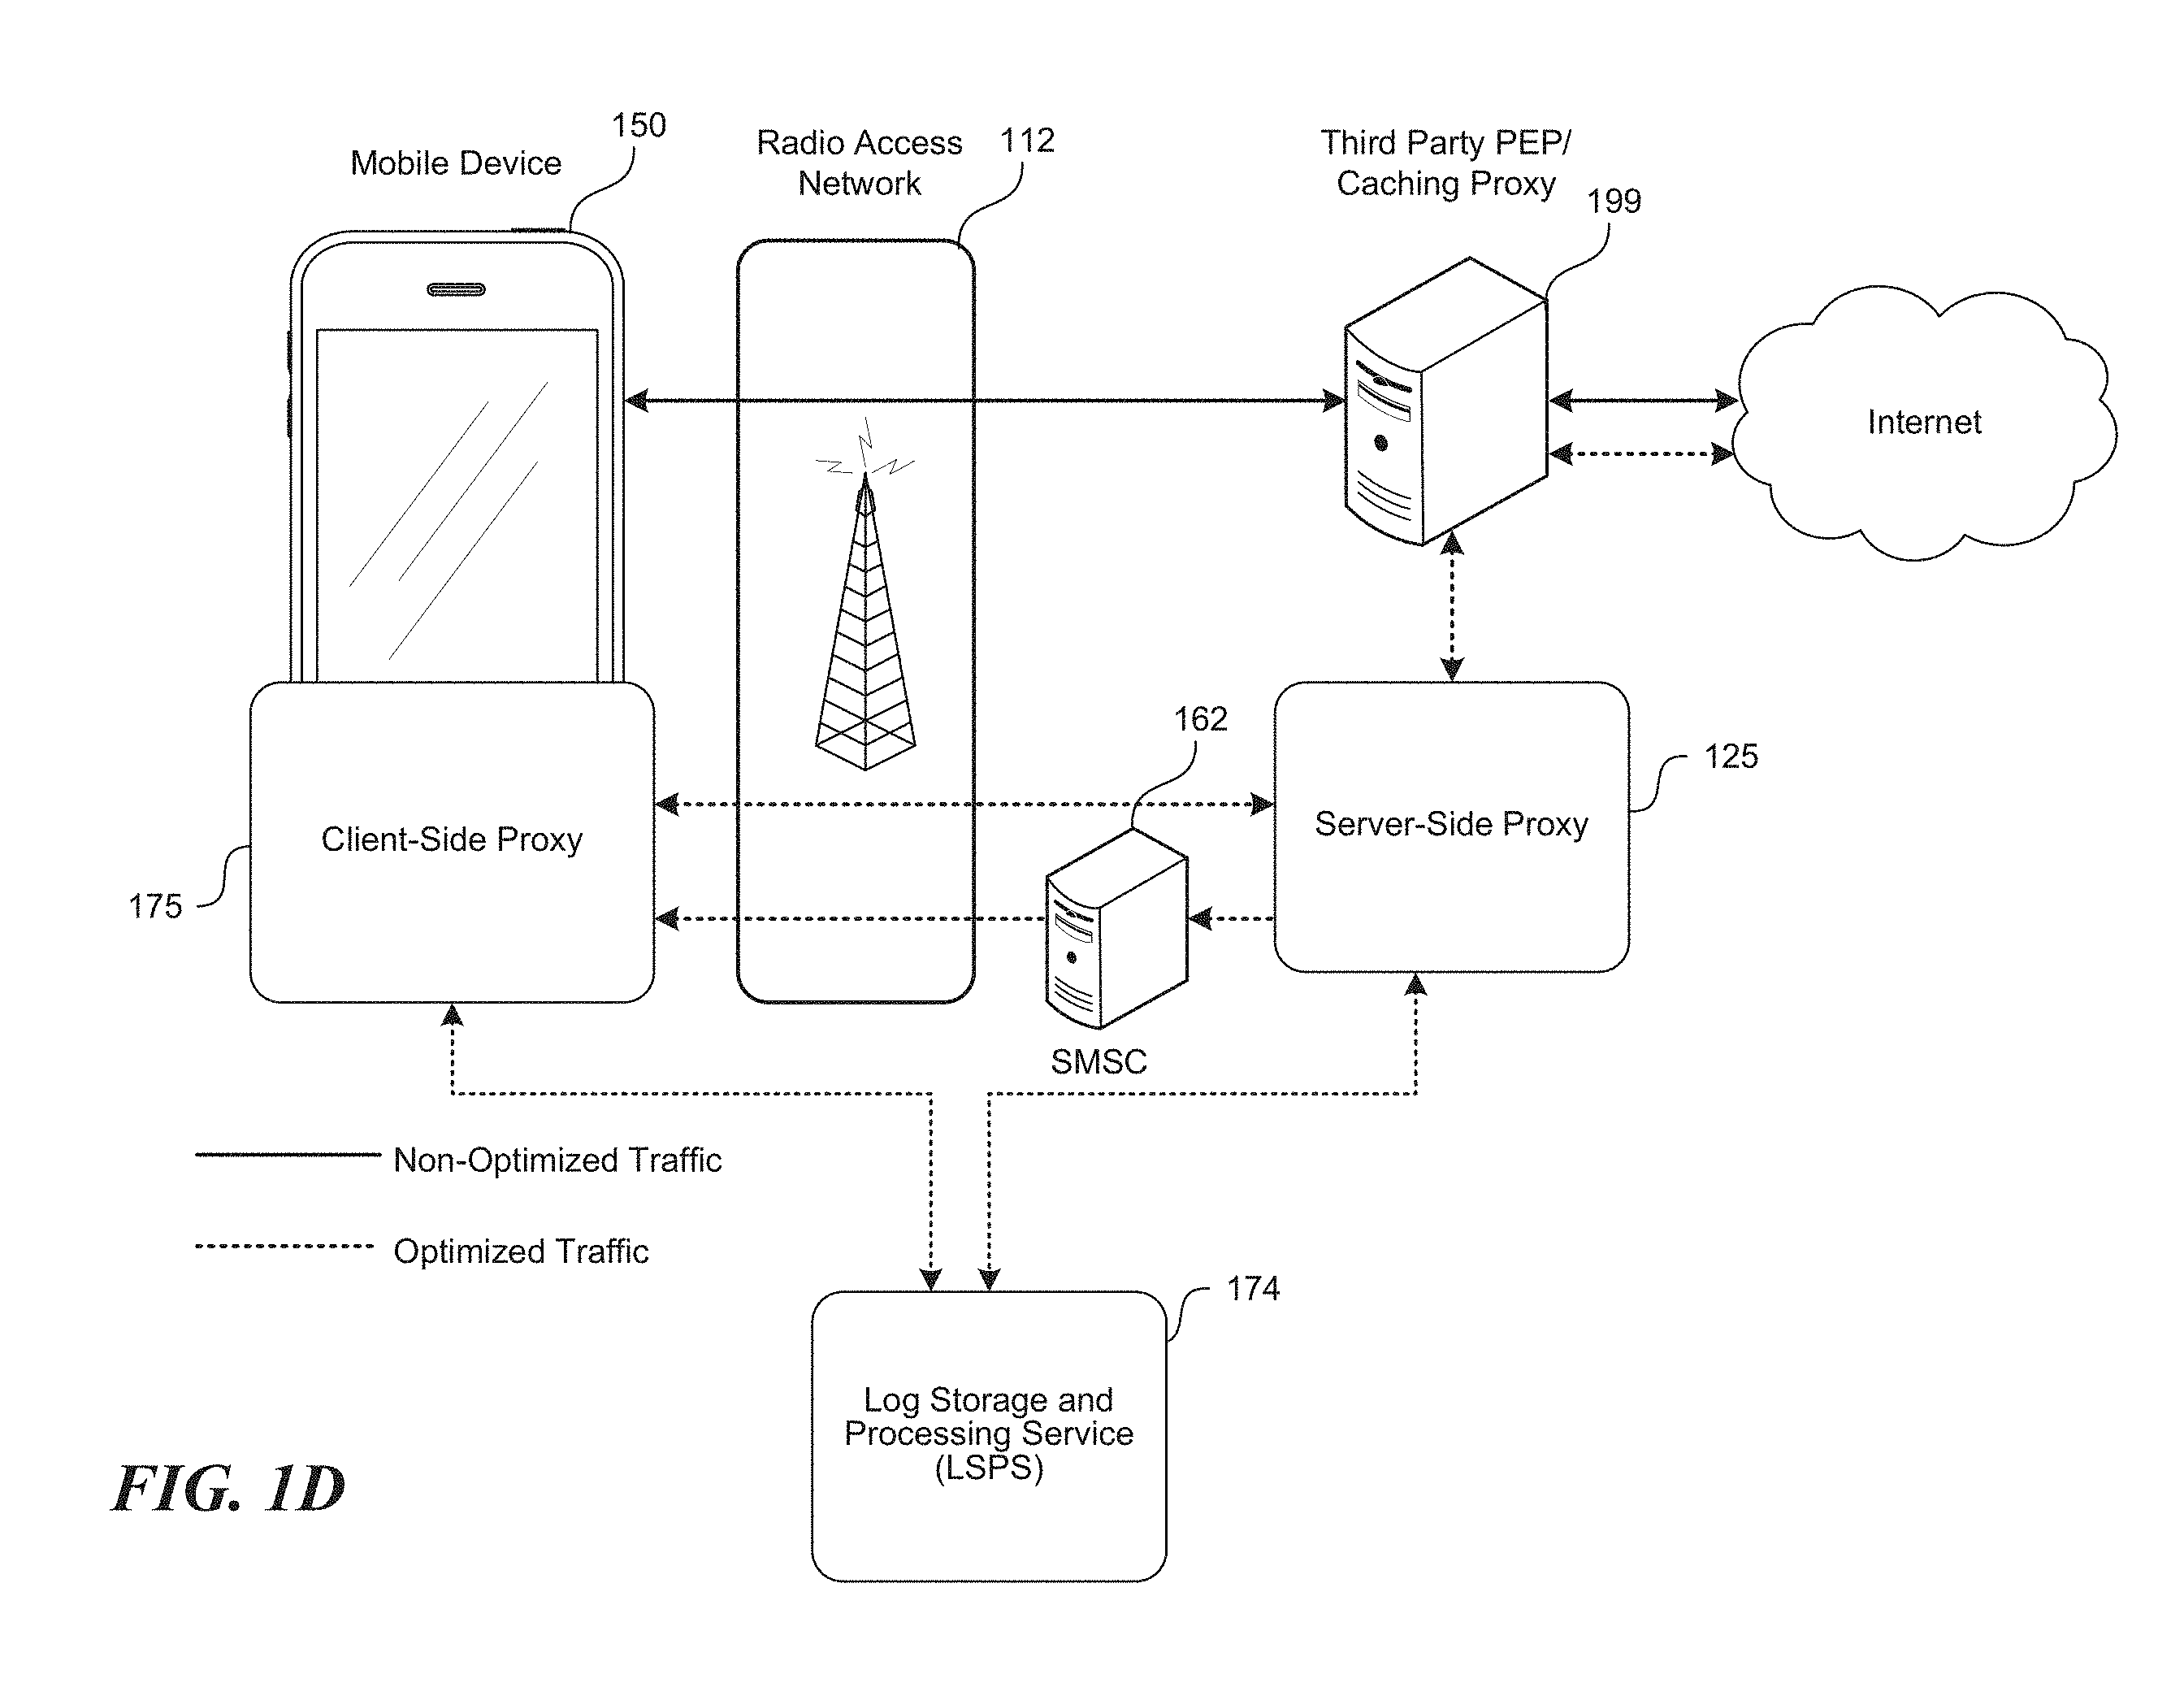 150
Mobile Device
Radio Access
Network
112
Third Party PEP/
Caching Proxy
199
Internet
162
125
Client-Side Proxy
Server-Side Proxy
175
SMSC
Non-Optimized Traffic
Optimized Traffic
174
Log Storage and
Processing Service
(LSPS)
FIG. 1D